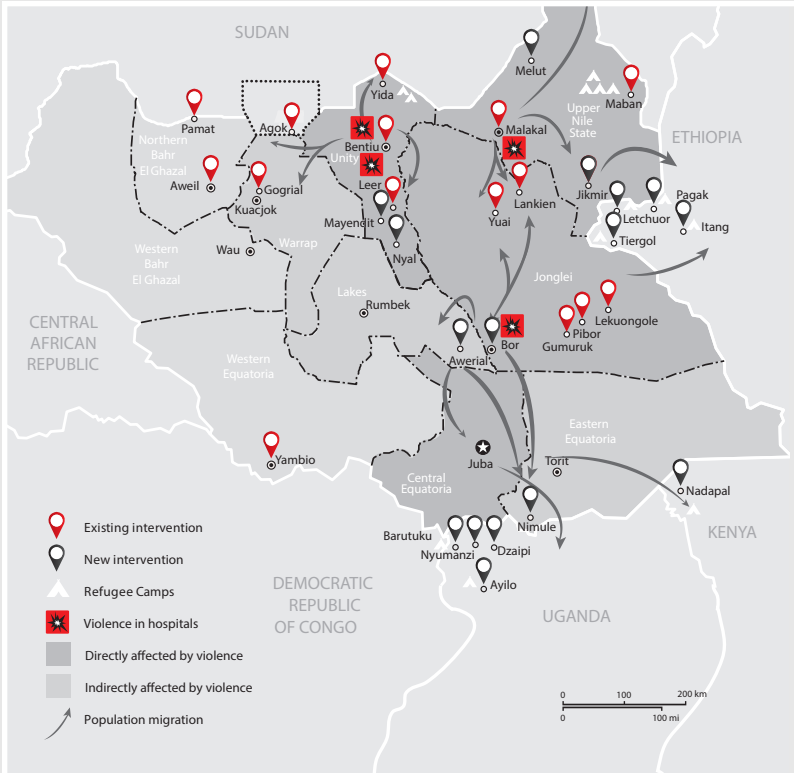 SUDAN
Melut
Yida
Maban
Pamat
Agok
Upper
Nile
State
Malakal
ETHIOPIA
Northern
Bahr
El Ghazal
Bentiu
Unity
Aweil
Gogrial
Leer
Lankien
Jikmir
Pagak
Kuacjok
Letchuor
Mayendit
Yuai
Itang
Tiergol
Warrap
Wau
Nyal
Western
Bahr
El Ghazal
Jonglei
Lakes
Rumbek
Lekuongole
CENTRAL
AFRICAN
REPUBLIC
Pibor
Bor
Gumuruk
Awerial
Western
Equatoria
Eastern
Equatoria
Yambio
Juba
Torit
Central
Equatoria
Nadapal
Nimule
KENYA
Barutuku
Nyumanzi
Dzaipi
Ayilo
DEMOCRATIC
REPUBLIC
OF CONGO
UGANDA
Existing intervention
New intervention
Refugee Camps
Violence in hospitals
Directly affected by violence
Indirectly affected by violence
Population migration
0 100 200 km
0 100 mi